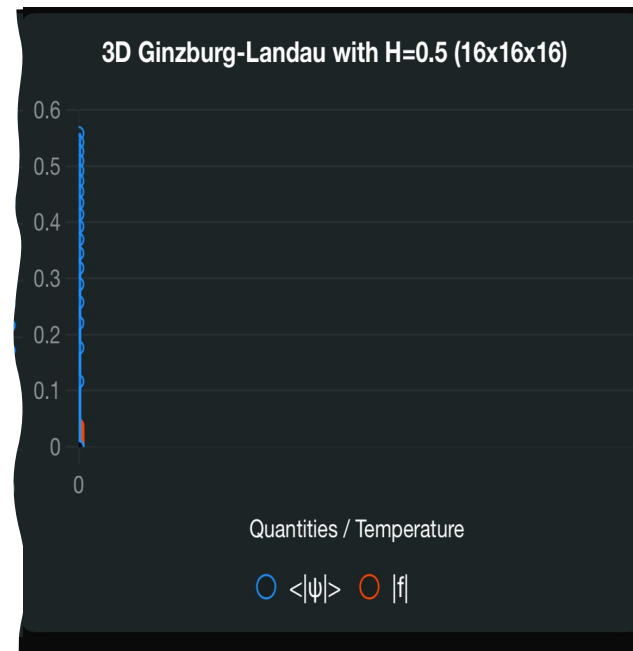 3D Ginzburg-Landau with H=0.5 (16x16x16)
0.6
0.5
0.4
0.3
0.2
0.1
0
0
Quantities / Temperature
<|ψ|> |f|